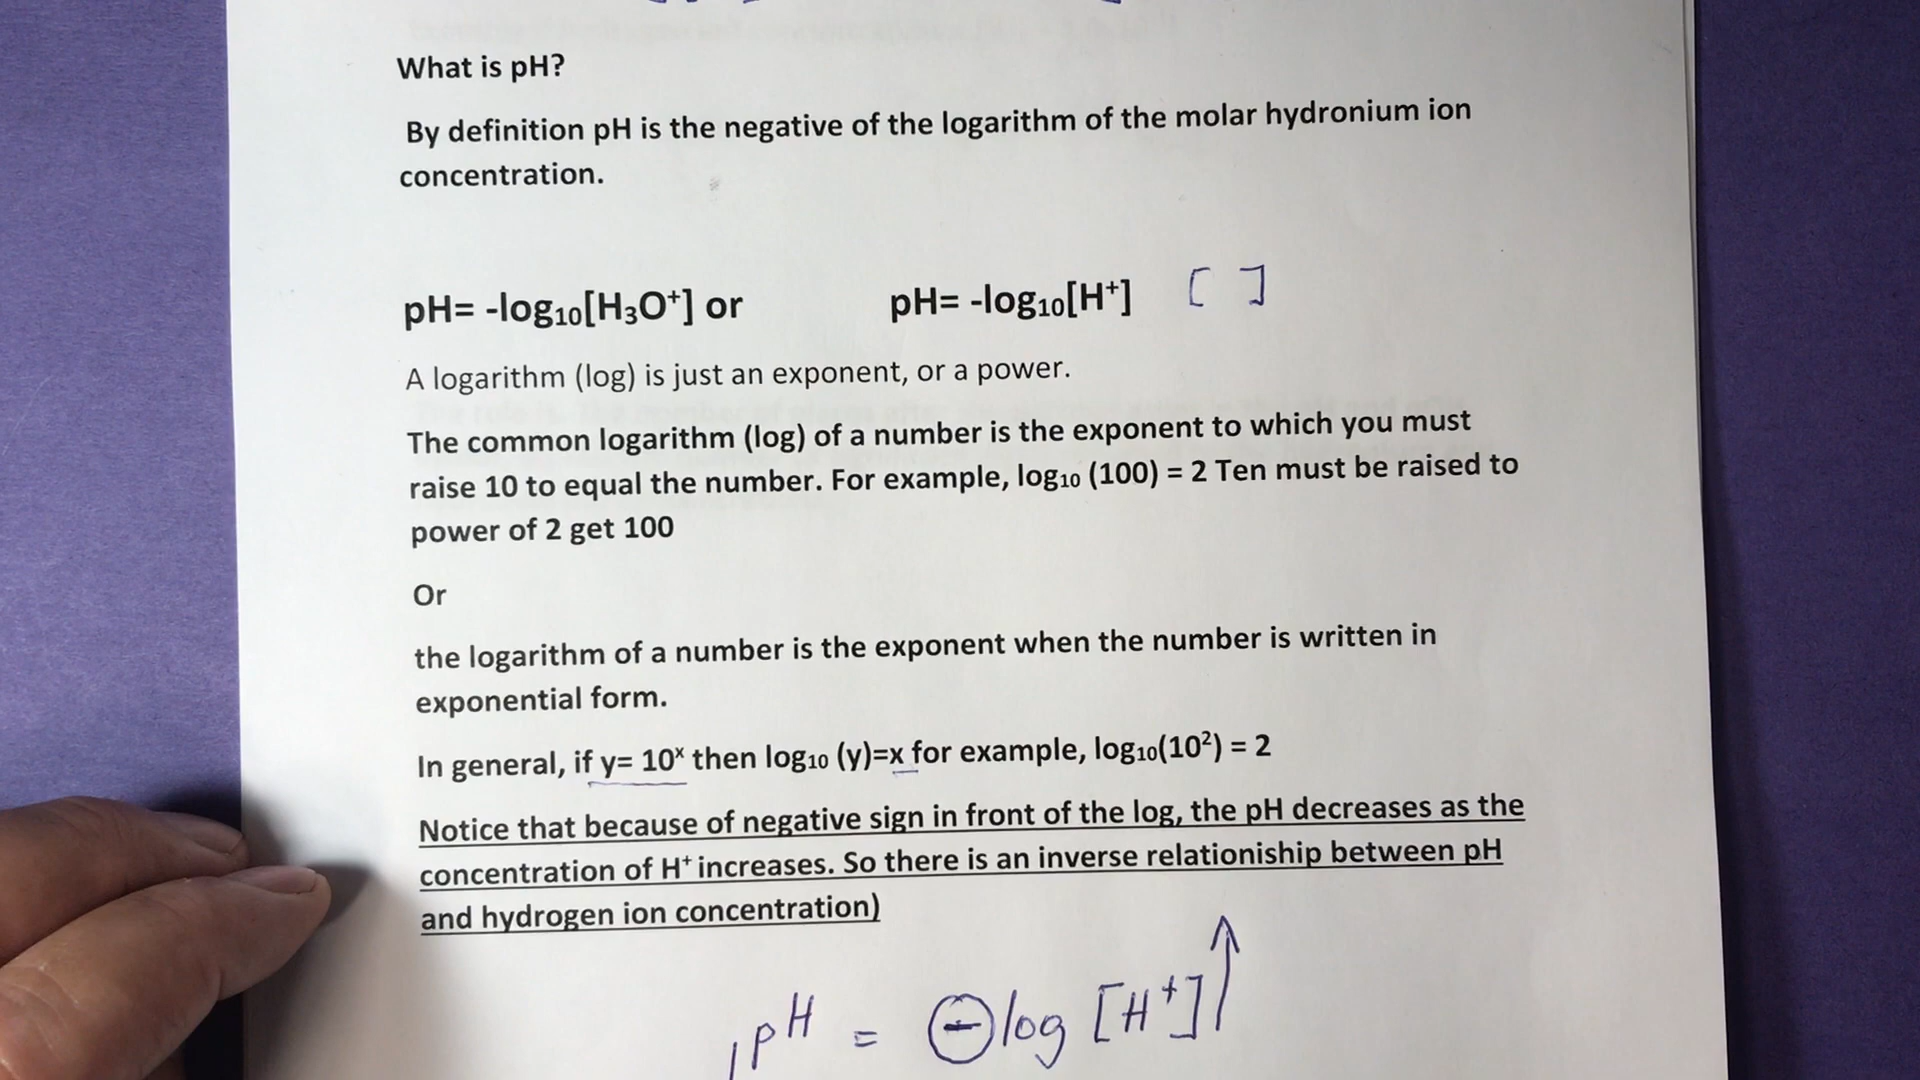 What is pH?
By definition pH is the negative of the logarithm of the molar hydronium ion
concentration.
pH= -log₁₀[H₃O⁺] or pH= -log₁₀[H⁺] [ ]
A logarithm (log) is just an exponent, or a power.
The common logarithm (log) of a number is the exponent to which you must
raise 10 to equal the number. For example, log₁₀ (100) = 2 Ten must be raised to
power of 2 get 100
Or
the logarithm of a number is the exponent when the number is written in
exponential form.
In general, if y= 10ˣ then log₁₀ (y)=x for example, log₁₀(10²) = 2
Notice that because of negative sign in front of the log, the pH decreases as the
concentration of H⁺ increases. So there is an inverse relationiship between pH
and hydrogen ion concentration)
pH = -log [H⁺]↑